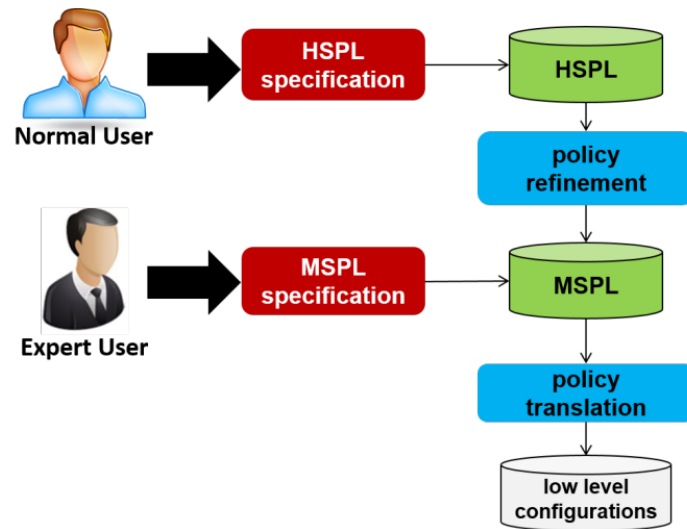 HSPL
specification
HSPL
Normal User
policy
refinement
MSPL
specification
MSPL
Expert User
policy
translation
low level
configurations